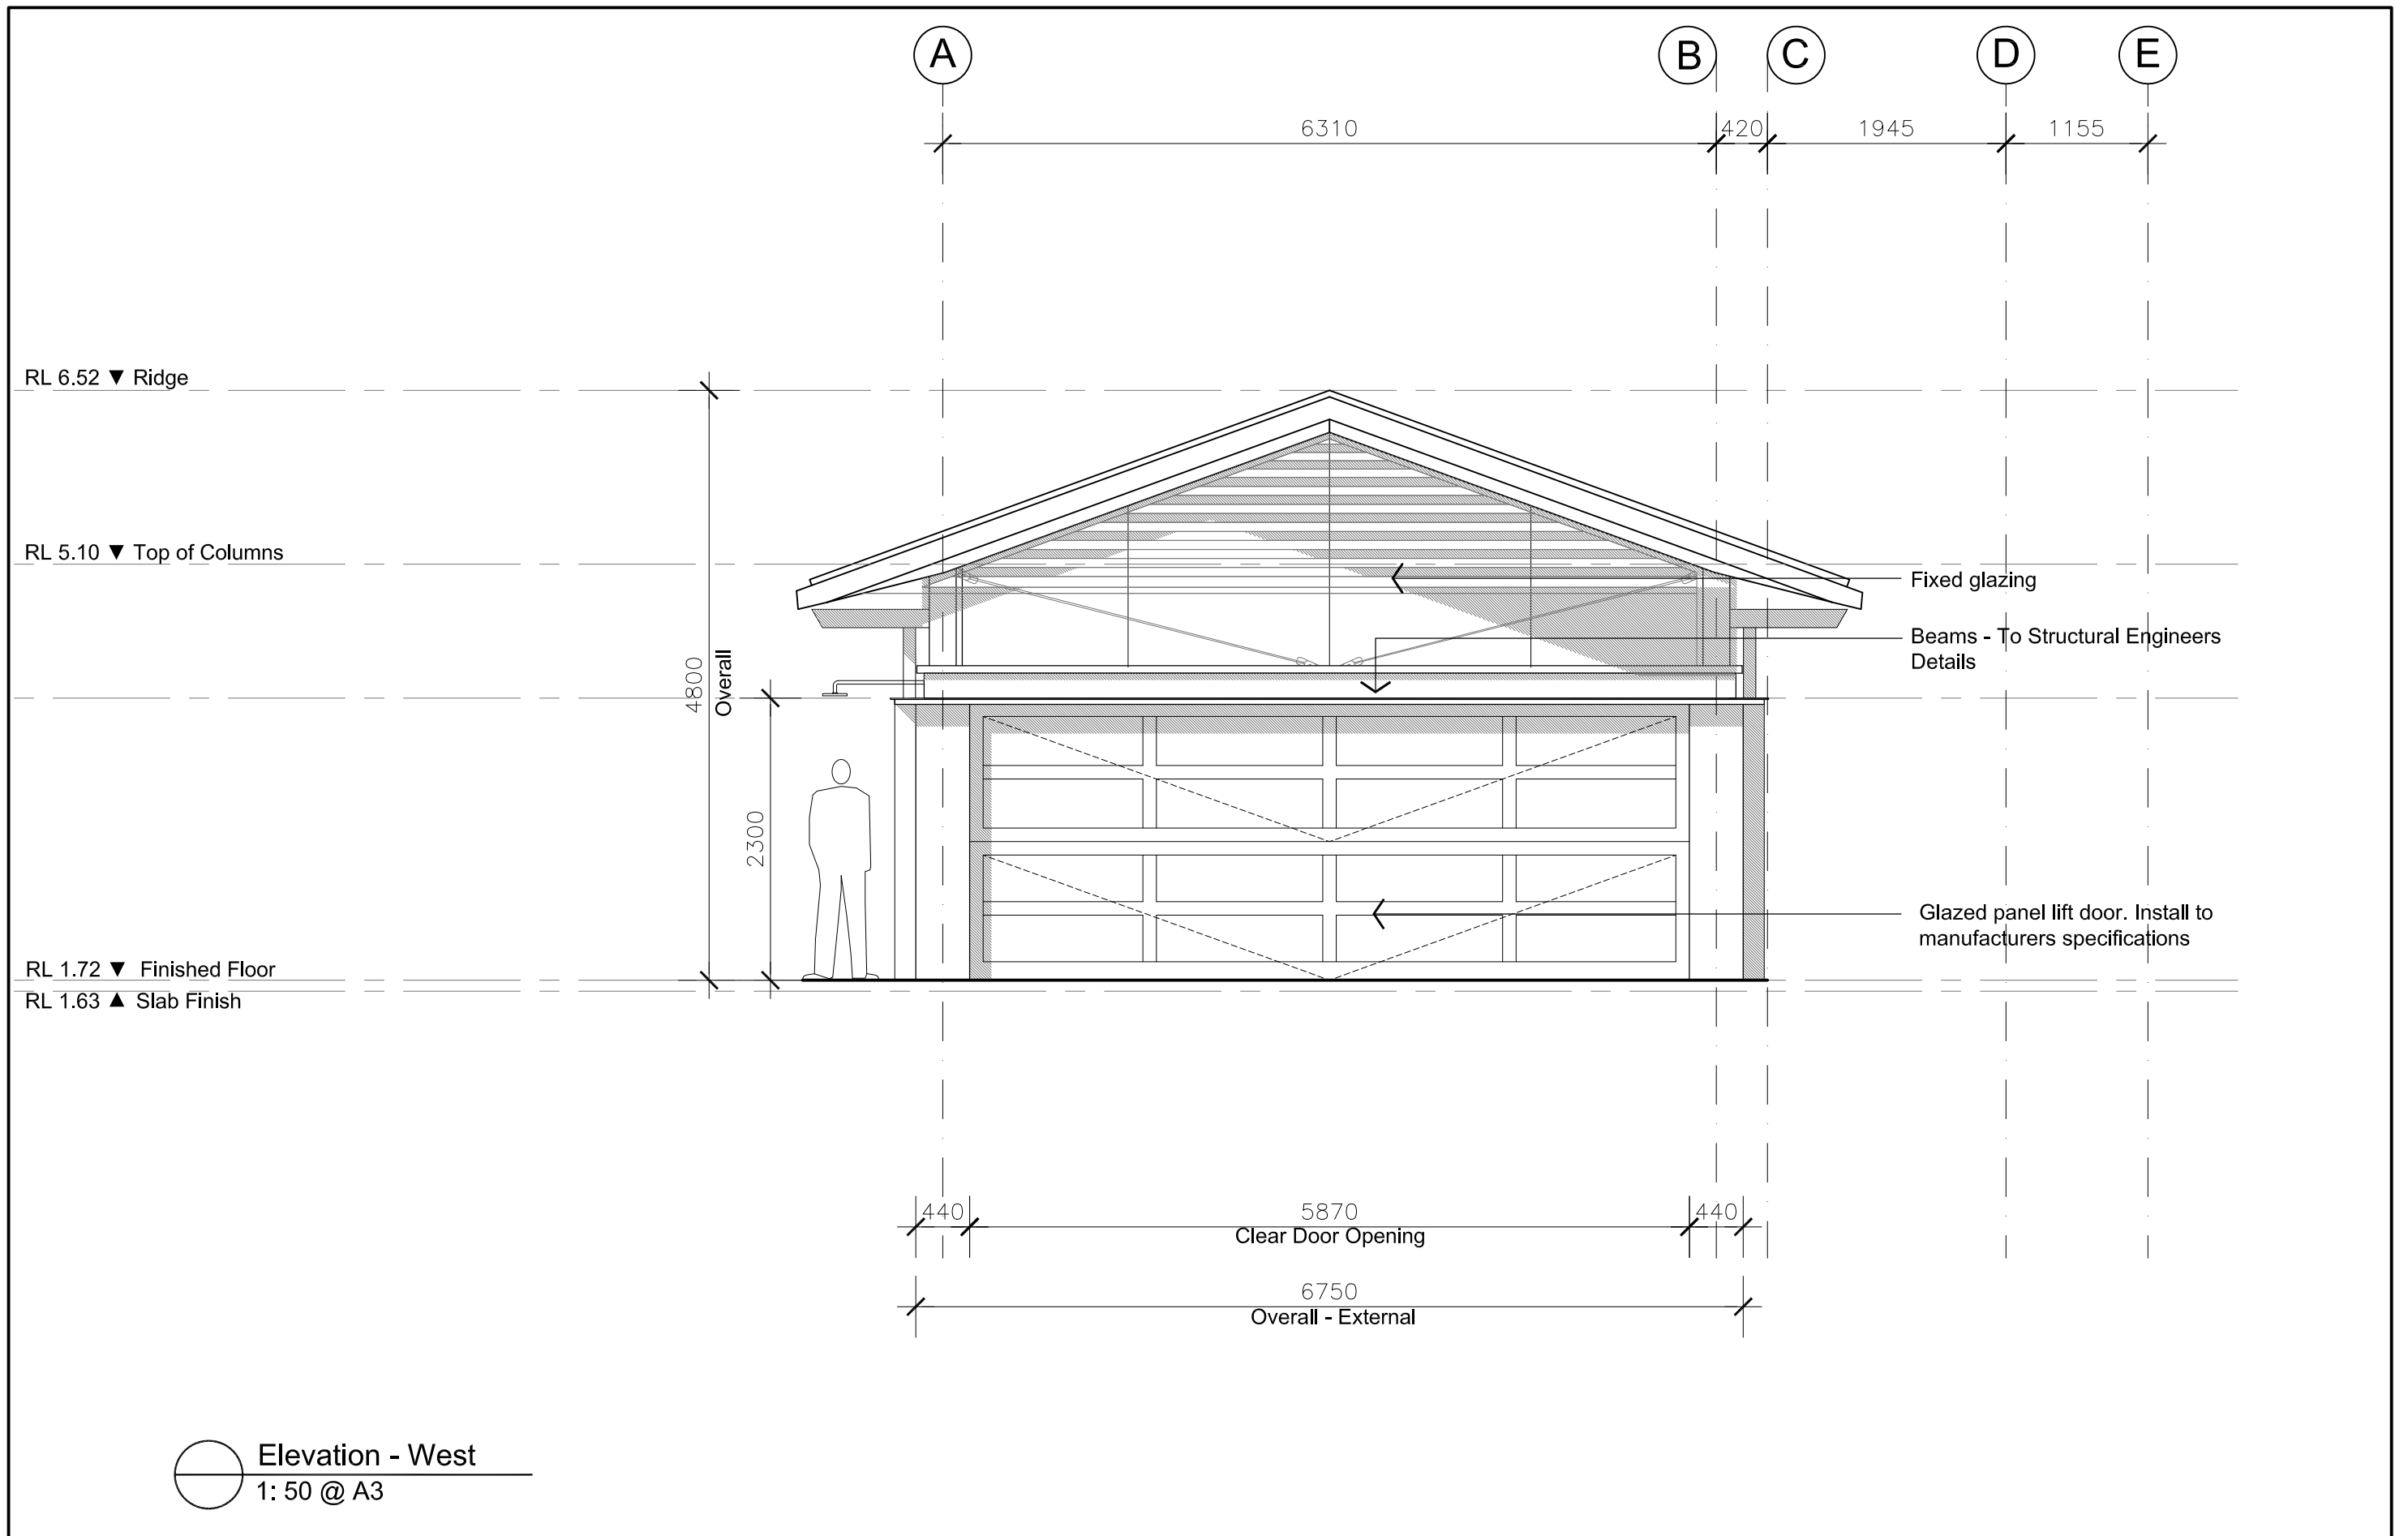 A
B
C
D
E
6310
420
1945
1155
RL 6.52 ▼ Ridge
RL 5.10 ▼ Top of Columns
Fixed glazing
Beams - To Structural Engineers
Details
4800
Overall
2300
Glazed panel lift door. Install to
manufacturers specifications
RL 1.72 ▼ Finished Floor
RL 1.63 ▲ Slab Finish
440
5870
440
Clear Door Opening
6750
Overall - External
Elevation - West
1: 50 @ A3